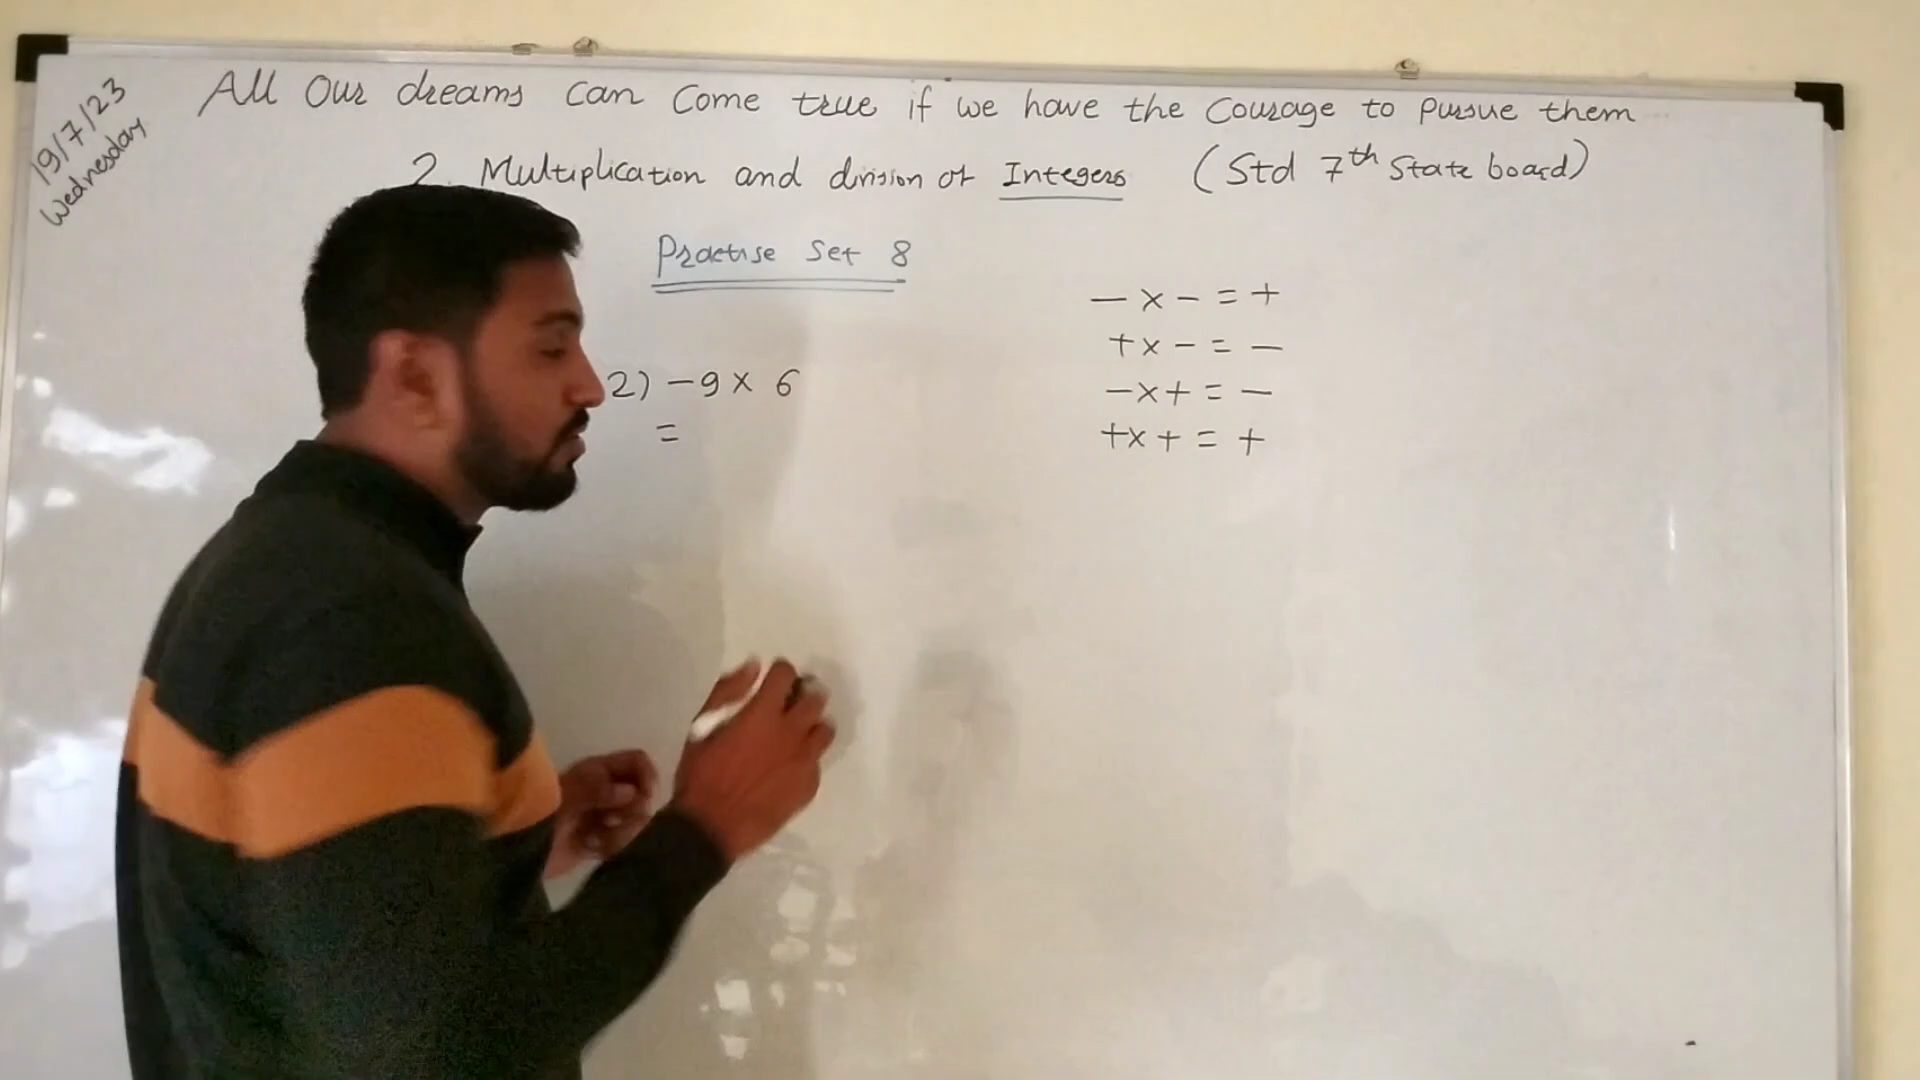 19/7/23
Wednesday
All our dreams can come true if we have the courage to pursue them
2. Multiplication and division of Integers (Std 7th State board)
Practise Set 8
2) -9 × 6
=
- × - = +
+ × - = -
- × + = -
+ × + = +